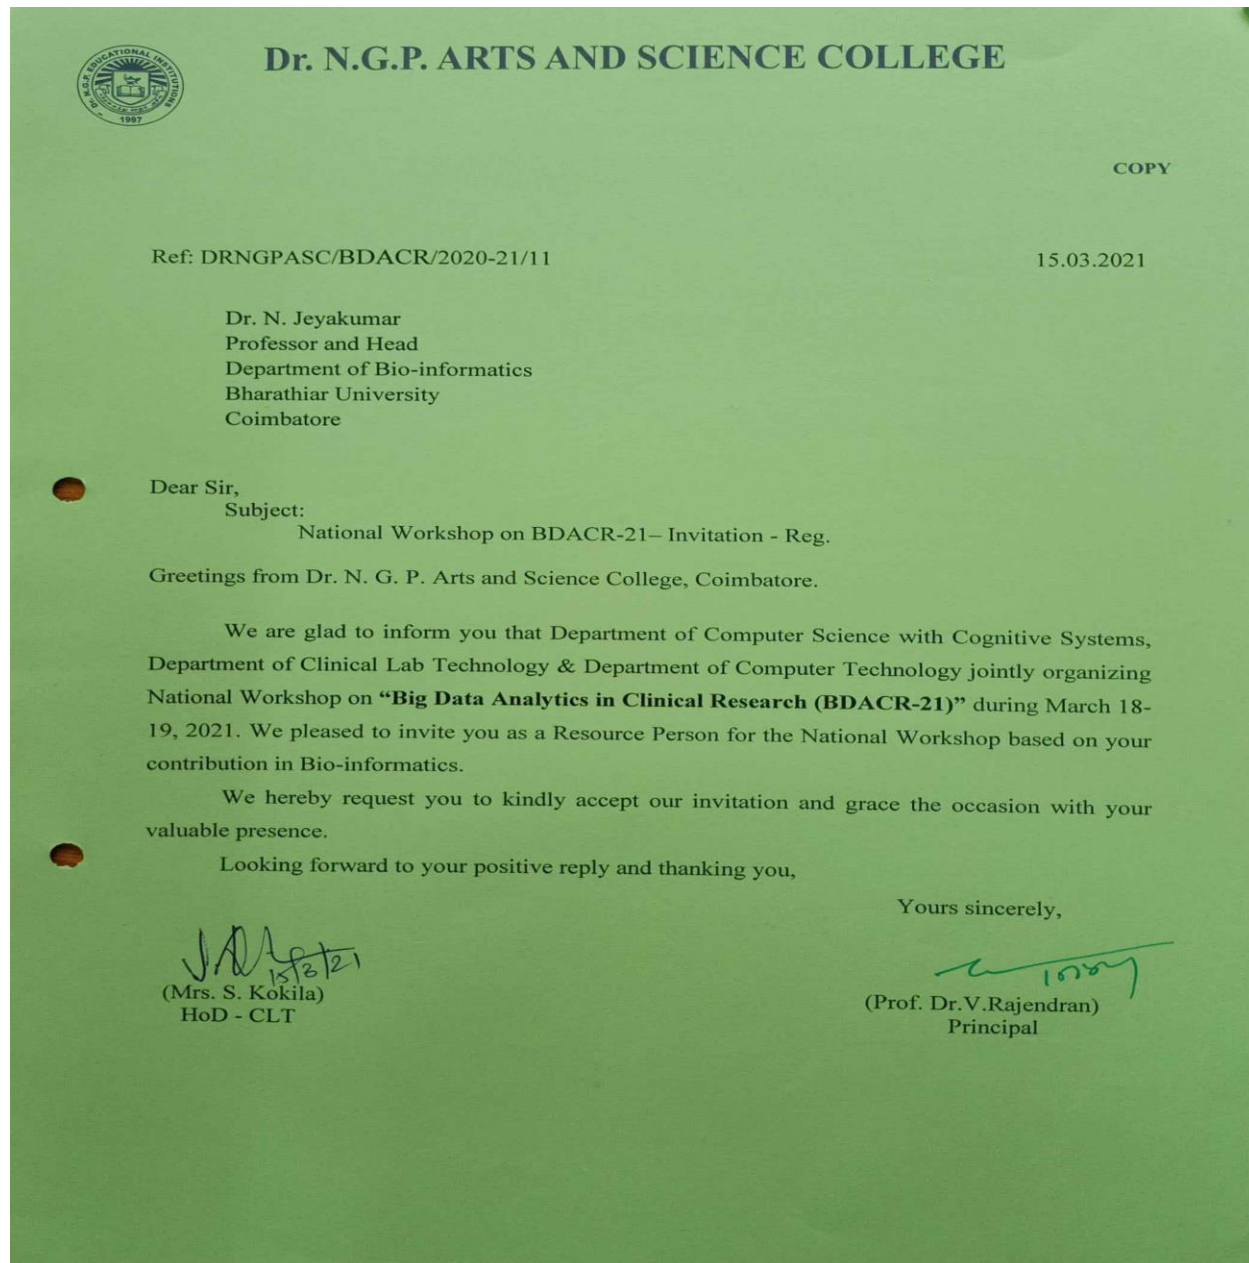 Dr. N.G.P. EDUCATIONAL INSTITUTIONS
1997
Dr. N.G.P. ARTS AND SCIENCE COLLEGE
COPY
Ref: DRNGPASC/BDACR/2020-21/11
15.03.2021
Dr. N. Jeyakumar
Professor and Head
Department of Bio-informatics
Bharathiar University
Coimbatore
Dear Sir,
Subject:
National Workshop on BDACR-21– Invitation - Reg.
Greetings from Dr. N. G. P. Arts and Science College, Coimbatore.
We are glad to inform you that Department of Computer Science with Cognitive Systems,
Department of Clinical Lab Technology & Department of Computer Technology jointly organizing
National Workshop on “Big Data Analytics in Clinical Research (BDACR-21)” during March 18-
19, 2021. We pleased to invite you as a Resource Person for the National Workshop based on your
contribution in Bio-informatics.
We hereby request you to kindly accept our invitation and grace the occasion with your
valuable presence.
Looking forward to your positive reply and thanking you,
Yours sincerely,
15/3/21
(Mrs. S. Kokila)
HoD - CLT
(Prof. Dr.V.Rajendran)
Principal